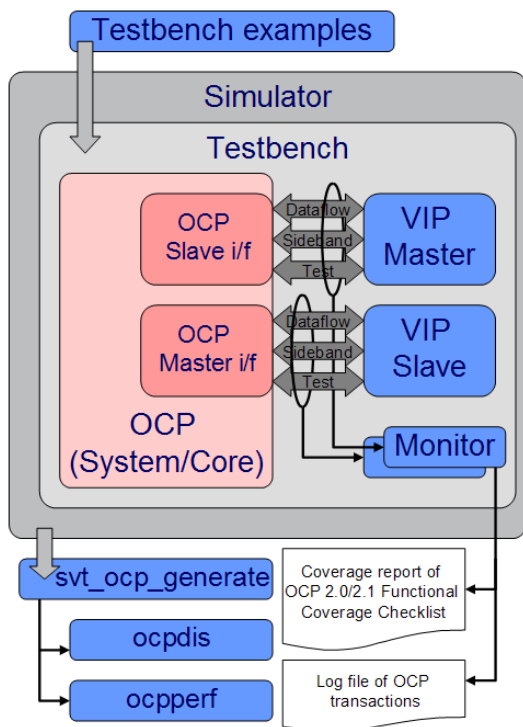 Testbench examples
Simulator
Testbench
OCP
Slave i/f
Dataflow
Sideband
Test
VIP
Master
OCP
Master i/f
Dataflow
Sideband
Test
VIP
Slave
OCP
(System/Core)
Monitor
svt_ocp_generate
Coverage report of
OCP 2.0/2.1 Functional
Coverage Checklist
ocpdis
ocpperf
Log file of OCP
transactions